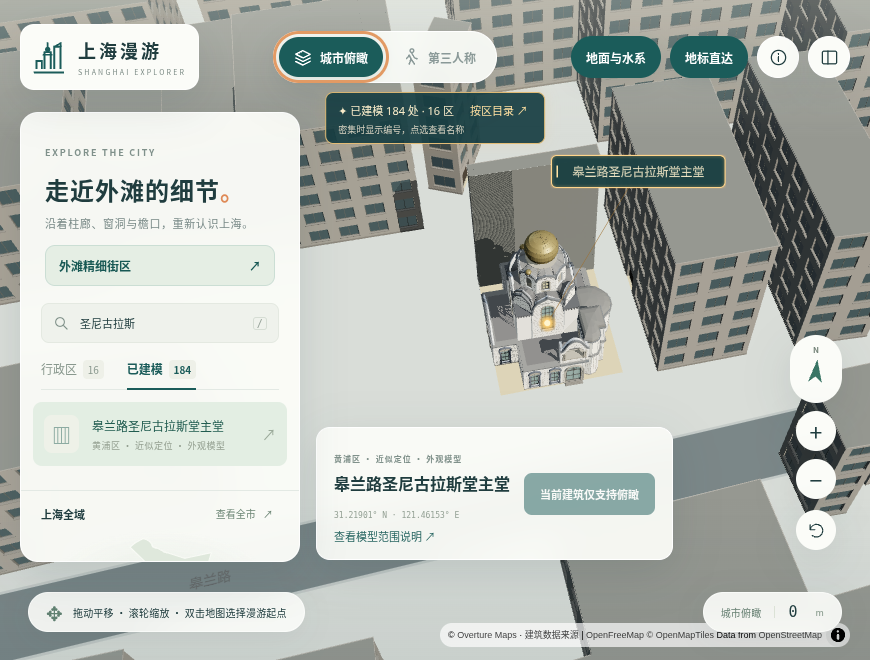 上海漫游
SHANGHAI EXPLORER
城市俯瞰
第三人称
地面与水系
地标直达
✦ 已建模 184 处 · 16 区 按区目录 ↗
密集时显示编号，点选查看名称
皋兰路圣尼古拉斯堂主堂
EXPLORE THE CITY
走近外滩的细节。
沿着柱廊、窗洞与檐口，重新认识上海。
外滩精细街区 ↗
圣尼古拉斯 /
行政区 16 已建模 184
皋兰路圣尼古拉斯堂主堂
黄浦区 · 近似定位 · 外观模型
↗
上海全域 查看全市 ↗
皋兰路
黄浦区 · 近似定位 · 外观模型
皋兰路圣尼古拉斯堂主堂
当前建筑仅支持俯瞰
31.21901° N · 121.46153° E
查看模型范围说明 ↗
N
+
−
拖动平移 · 滚轮缩放 · 双击地图选择漫游起点
城市俯瞰 0 m
© Overture Maps · 建筑数据来源 | OpenFreeMap © OpenMapTiles Data from OpenStreetMap